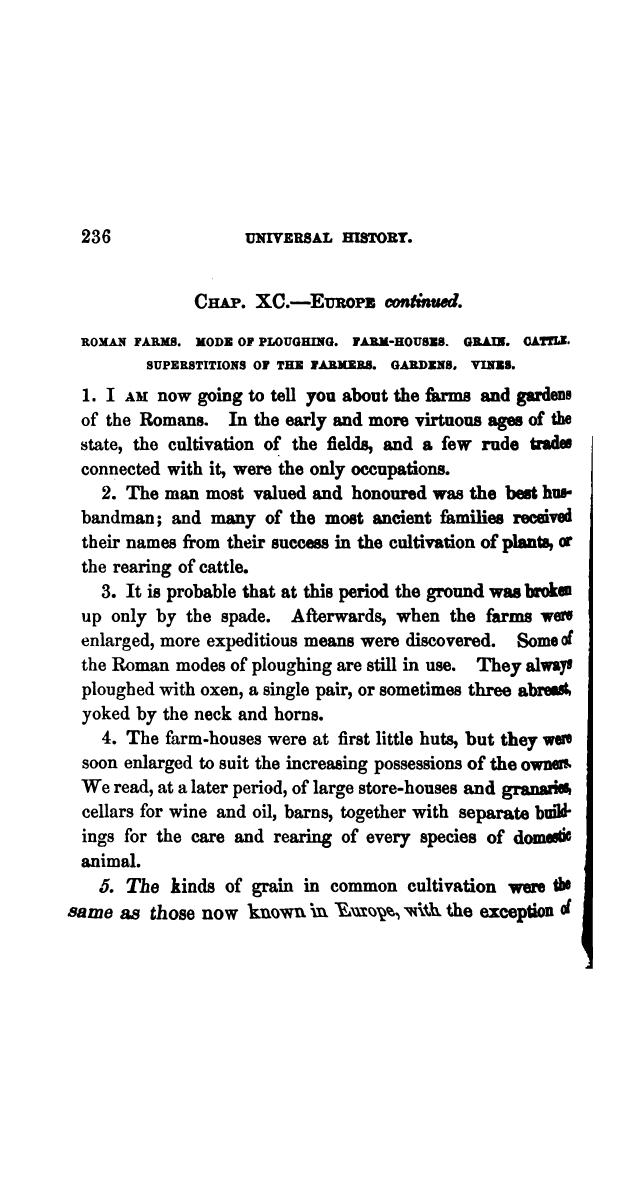 236 UNIVERSAL HISTORY.
CHAP. XC.—EUROPE continued.
ROMAN FARMS. MODE OF PLOUGHING. FARM-HOUSES. GRAIN. CATTLE.
SUPERSTITIONS OF THE FARMERS. GARDENS. VINES.
1. I AM now going to tell you about the farms and gardens
of the Romans. In the early and more virtuous ages of the
state, the cultivation of the fields, and a few rude trades
connected with it, were the only occupations.
2. The man most valued and honoured was the best hus-
bandman; and many of the most ancient families received
their names from their success in the cultivation of plants, or
the rearing of cattle.
3. It is probable that at this period the ground was broken
up only by the spade. Afterwards, when the farms were
enlarged, more expeditious means were discovered. Some of
the Roman modes of ploughing are still in use. They always
ploughed with oxen, a single pair, or sometimes three abreast,
yoked by the neck and horns.
4. The farm-houses were at first little huts, but they were
soon enlarged to suit the increasing possessions of the owners.
We read, at a later period, of large store-houses and granaries,
cellars for wine and oil, barns, together with separate build-
ings for the care and rearing of every species of domestic
animal.
5. The kinds of grain in common cultivation were the
same as those now known in Europe, with the exception of